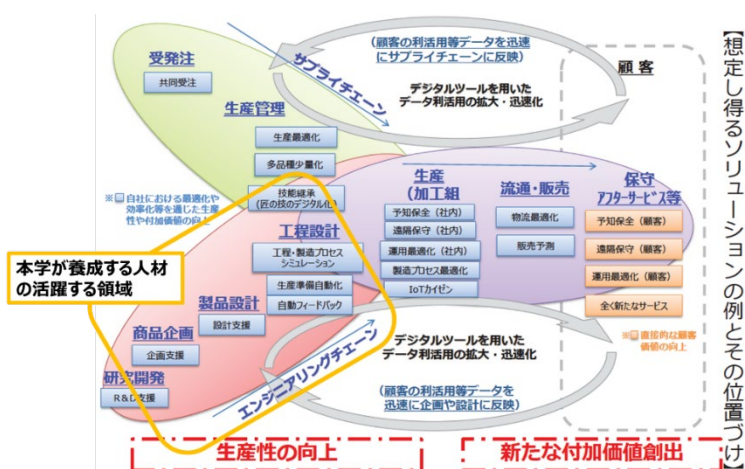 【想定し得るソリューションの例とその位置づけ】
受発注
共同受注
生産管理
生産最適化
多品種少量化
技能継承
(匠の技のデジタル化)
サプライチェーン
(顧客の利活用等データを迅速
にサプライチェーンに反映)
デジタルツールを用いた
データ利活用の拡大・迅速化
顧客
※ 自社における最適化や
効率化等を通じた生産
性や付加価値の向上
本学が養成する人材
の活躍する領域
工程設計
工程・製造プロセス
シミュレーション
生産準備自動化
自動フィードバック
製品設計
設計支援
商品企画
企画支援
研究開発
R&D支援
エンジニアリングチェーン
生産
(加工組
予知保全(社内)
遠隔保守(社内)
運用最適化(社内)
製造プロセス最適化
IoTカイゼン
流通・販売
物流最適化
販売予測
保守
アフターサービス等
予知保全(顧客)
遠隔保守(顧客)
運用最適化(顧客)
全く新たなサービス
※ 直接的な顧客
価値の向上
デジタルツールを用いた
データ利活用の拡大・迅速化
(顧客の利活用等データを
迅速に企画や設計に反映)
生産性の向上
新たな付加価値創出